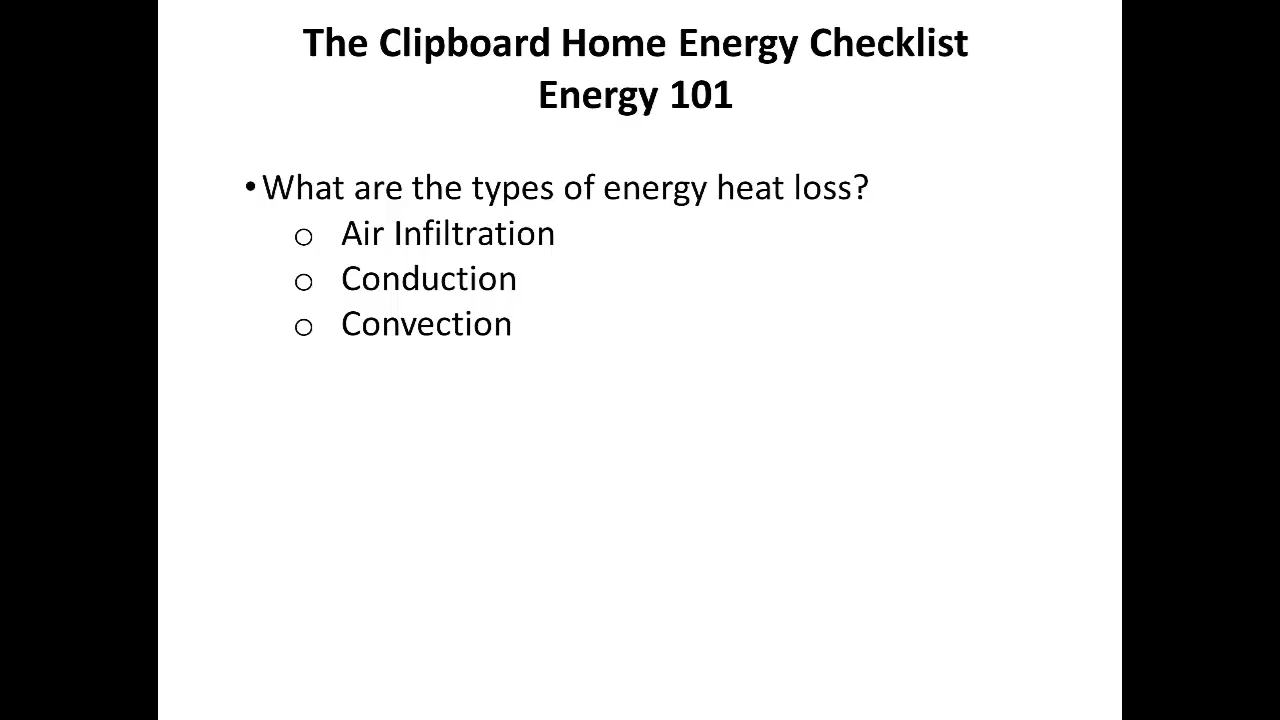 The Clipboard Home Energy Checklist
Energy 101
• What are the types of energy heat loss?
o Air Infiltration
o Conduction
o Convection